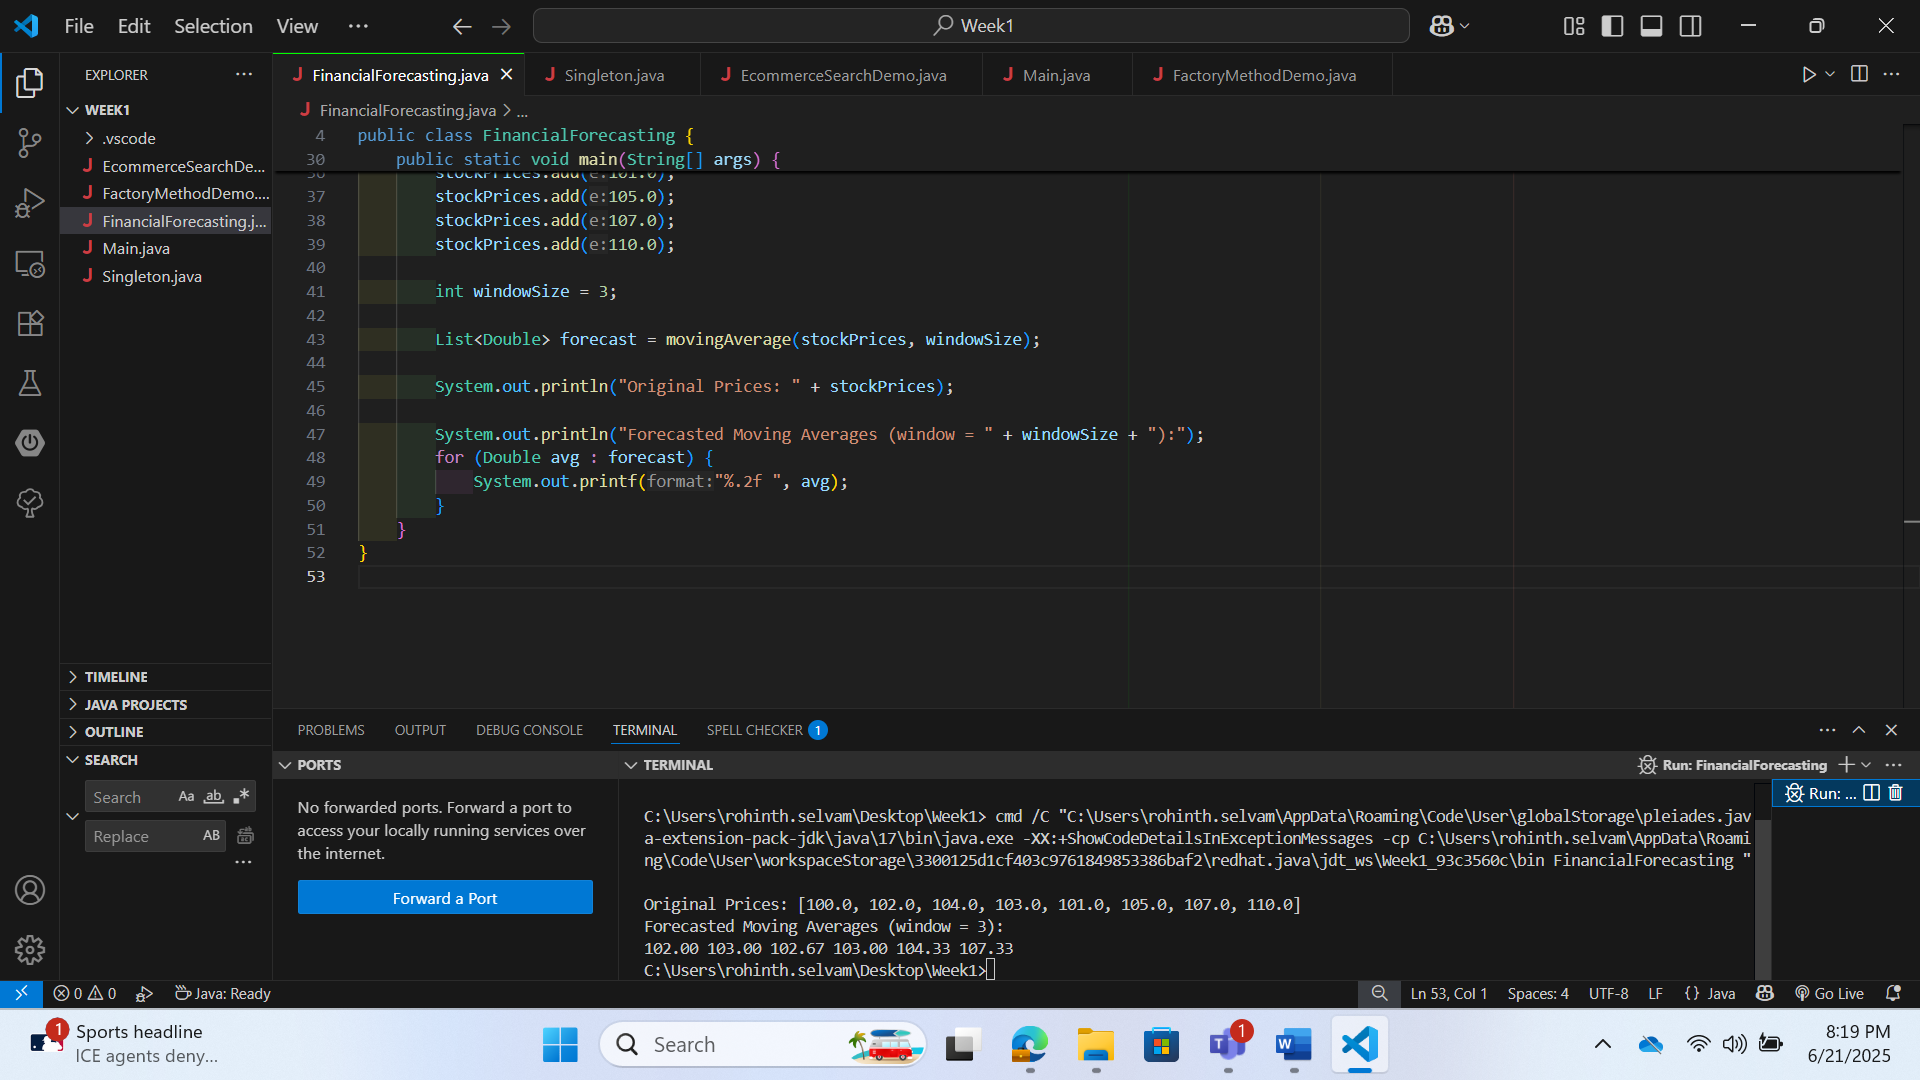 File Edit Selection View ···
Week1
EXPLORER
WEEK1
.vscode
EcommerceSearchDe...
FactoryMethodDemo....
FinancialForecasting.j...
Main.java
Singleton.java
TIMELINE
JAVA PROJECTS
OUTLINE
SEARCH
Search Aa ab .*
Replace AB
FinancialForecasting.java Singleton.java EcommerceSearchDemo.java Main.java FactoryMethodDemo.java
FinancialForecasting.java > ...
4 public class FinancialForecasting {
30 public static void main(String[] args) {
36 stockPrices.add(e:101.0);
37 stockPrices.add(e:105.0);
38 stockPrices.add(e:107.0);
39 stockPrices.add(e:110.0);
40
41 int windowSize = 3;
42
43 List<Double> forecast = movingAverage(stockPrices, windowSize);
44
45 System.out.println("Original Prices: " + stockPrices);
46
47 System.out.println("Forecasted Moving Averages (window = " + windowSize + "):");
48 for (Double avg : forecast) {
49 System.out.printf(format:"%.2f ", avg);
50 }
51 }
52 }
53
PROBLEMS OUTPUT DEBUG CONSOLE TERMINAL SPELL CHECKER 1
PORTS
No forwarded ports. Forward a port to
access your locally running services over
the internet.
Forward a Port
TERMINAL
Run: FinancialForecasting
Run: ...
C:\Users\rohinth.selvam\Desktop\Week1> cmd /C "C:\Users\rohinth.selvam\AppData\Roaming\Code\User\globalStorage\pleiades.jav
a-extension-pack-jdk\java\17\bin\java.exe -XX:+ShowCodeDetailsInExceptionMessages -cp C:\Users\rohinth.selvam\AppData\Roami
ng\Code\User\workspaceStorage\3300125d1cf403c9761849853386baf2\redhat.java\jdt_ws\Week1_93c3560c\bin FinancialForecasting "
Original Prices: [100.0, 102.0, 104.0, 103.0, 101.0, 105.0, 107.0, 110.0]
Forecasted Moving Averages (window = 3):
102.00 103.00 102.67 103.00 104.33 107.33
C:\Users\rohinth.selvam\Desktop\Week1>
0 0 Java: Ready Ln 53, Col 1 Spaces: 4 UTF-8 LF {} Java Go Live
1 Sports headline
ICE agents deny...
Search
1
8:19 PM
6/21/2025